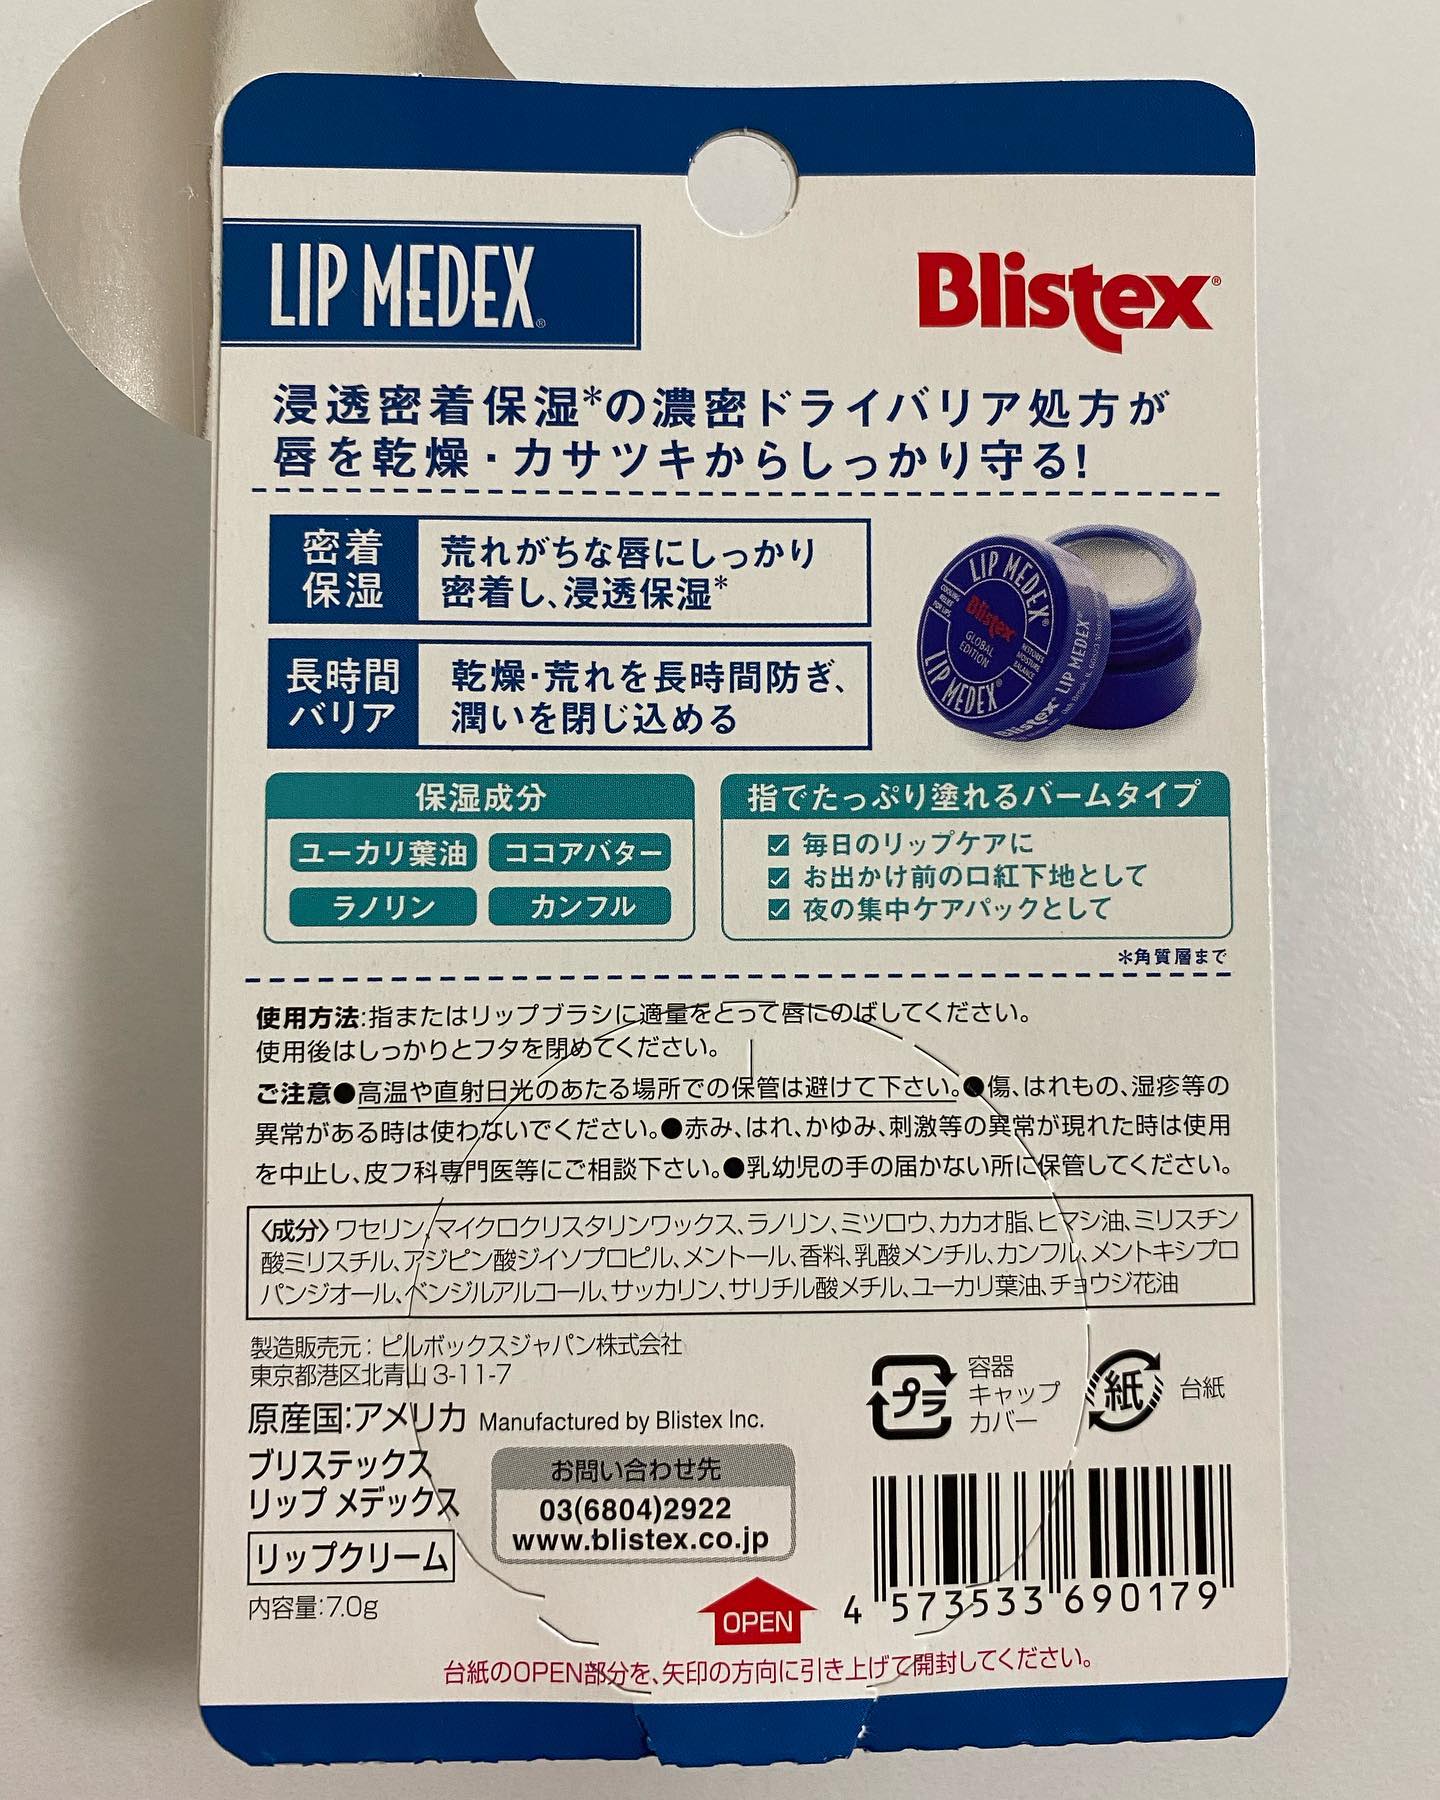 LIP MEDEX®
Blistex®
浸透密着保湿*の濃密ドライバリア処方が
唇を乾燥・カサツキからしっかり守る!
密着
保湿
荒れがちな唇にしっかり
密着し、浸透保湿*
長時間
バリア
乾燥・荒れを長時間防ぎ、
潤いを閉じ込める
LIP MEDEX®
COOLING
RELIEF
FOR LIPS
Blistex
GLOBAL
EDITION
RESTORES
MOISTURE
BALANCE
LIP MEDEX®
Blistex® LIP MEDEX®
保湿成分
ユーカリ葉油
ココアバター
ラノリン
カンフル
指でたっぷり塗れるバームタイプ
毎日のリップケアに
お出かけ前の口紅下地として
夜の集中ケアパックとして
*角質層まで
使用方法:指またはリップブラシに適量をとって唇にのばしてください。
使用後はしっかりとフタを閉めてください。
ご注意●高温や直射日光のあたる場所での保管は避けて下さい。●傷、はれもの、湿疹等の
異常がある時は使わないでください。●赤み、はれ、かゆみ、刺激等の異常が現れた時は使用
を中止し、皮フ科専門医等にご相談下さい。●乳幼児の手の届かない所に保管してください。
〈成分〉ワセリン、マイクロクリスタリンワックス、ラノリン、ミツロウ、カカオ脂、ヒマシ油、ミリスチン
酸ミリスチル、アジピン酸ジイソプロピル、メントール、香料、乳酸メンチル、カンフル、メントキシプロ
パンジオール、ベンジルアルコール、サッカリン、サリチル酸メチル、ユーカリ葉油、チョウジ花油
製造販売元：ピルボックスジャパン株式会社
東京都港区北青山 3-11-7
原産国:アメリカ Manufactured by Blistex Inc.
ブリステックス
リップ メデックス
リップクリーム
内容量:7.0g
お問い合わせ先
03(6804)2922
www.blistex.co.jp
プラ
容器
キャップ
カバー
紙
台紙
4 573533 690179
OPEN
台紙のOPEN部分を、矢印の方向に引き上げて開封してください。